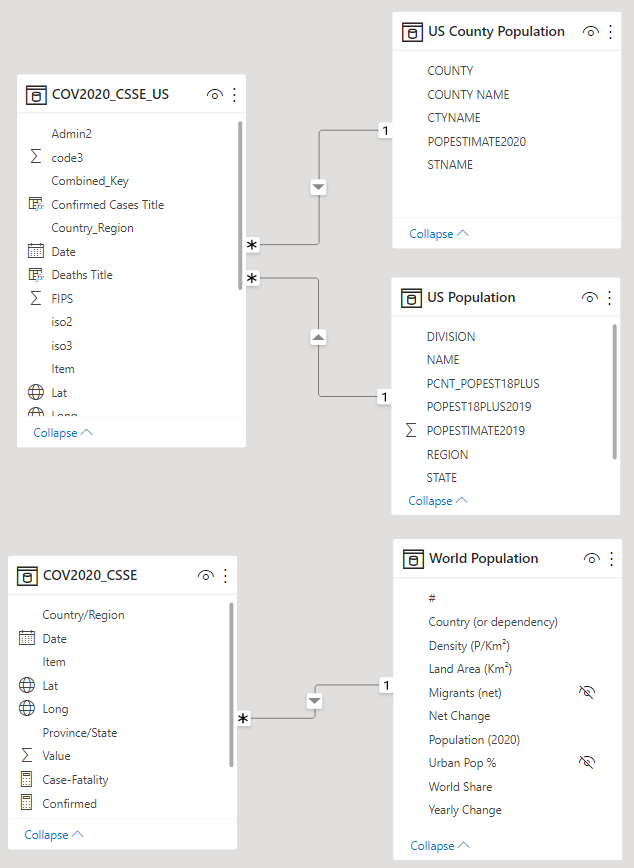 COV2020_CSSE_US
Admin2
code3
Combined_Key
Confirmed Cases Title
Country_Region
Date
Deaths Title
FIPS
iso2
iso3
Item
Lat
Long
Collapse
US County Population
COUNTY
COUNTY NAME
CTYNAME
POPESTIMATE2020
STNAME
Collapse
1
*
*
US Population
DIVISION
NAME
PCNT_POPEST18PLUS
POPEST18PLUS2019
POPESTIMATE2019
REGION
STATE
Collapse
1
COV2020_CSSE
Country/Region
Date
Item
Lat
Long
Province/State
Value
Case-Fatality
Confirmed
Collapse
*
1
World Population
#
Country (or dependency)
Density (P/Km²)
Land Area (Km²)
Migrants (net)
Net Change
Population (2020)
Urban Pop %
World Share
Yearly Change
Collapse